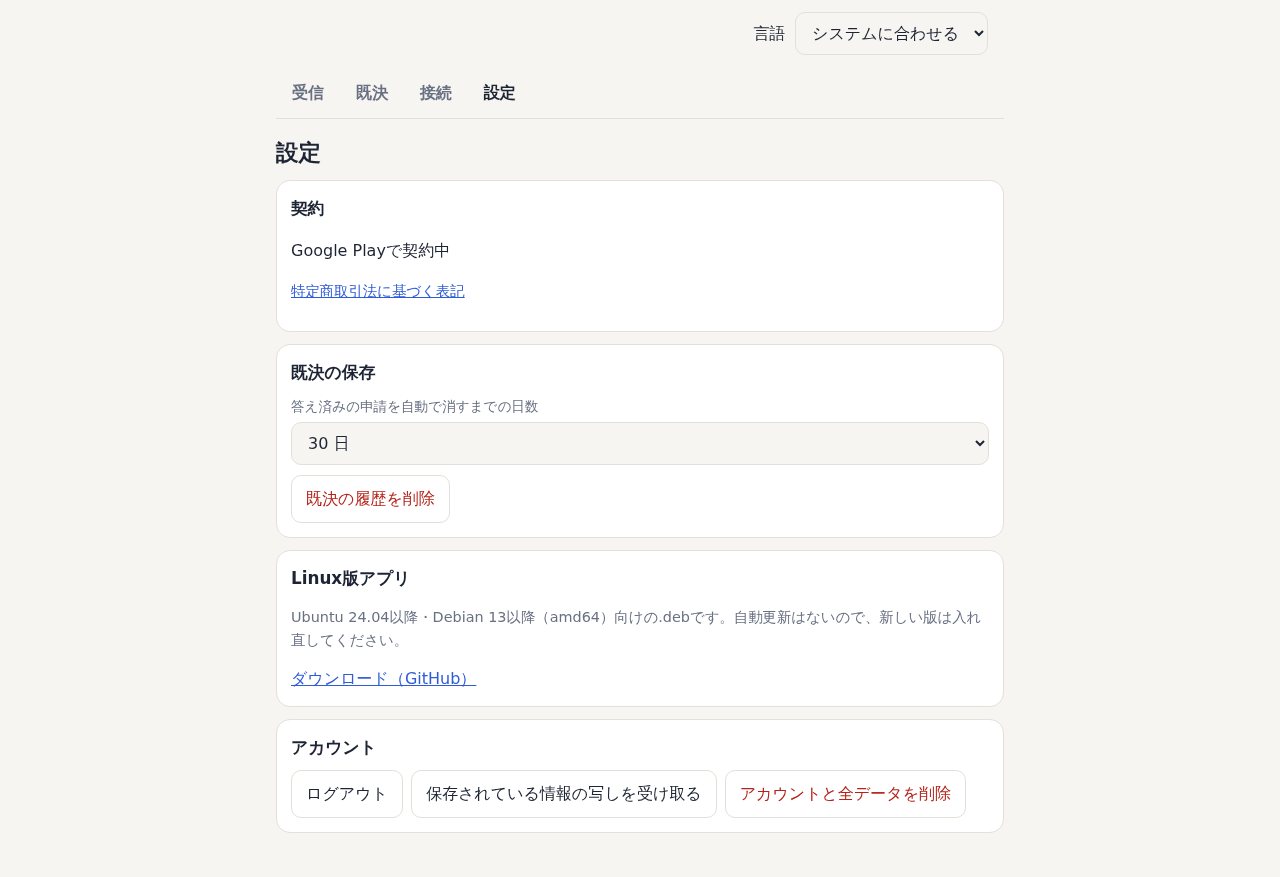 言語 システムに合わせる
受信 既決 接続 設定
設定
契約
Google Playで契約中
特定商取引法に基づく表記
既決の保存
答え済みの申請を自動で消すまでの日数
30 日
既決の履歴を削除
Linux版アプリ
Ubuntu 24.04以降・Debian 13以降（amd64）向けの.debです。自動更新はないので、新しい版は入れ
直してください。
ダウンロード（GitHub）
アカウント
ログアウト 保存されている情報の写しを受け取る アカウントと全データを削除